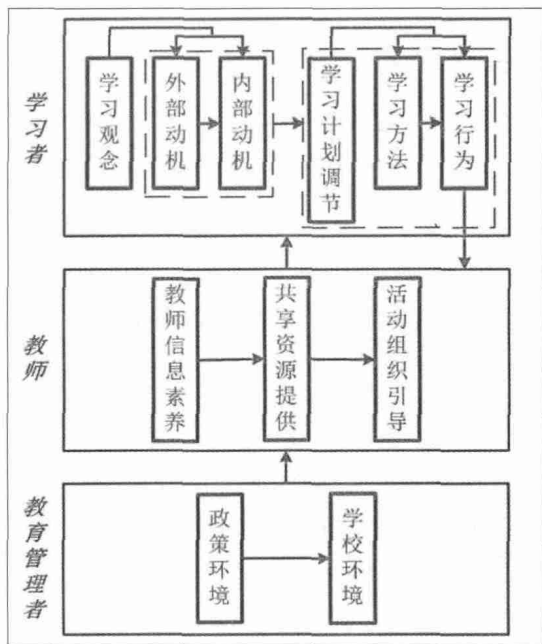 学习者
学习观念
外部动机
内部动机
学习计划调节
学习方法
学习行为
教师
教师信息素养
共享资源提供
活动组织引导
教育管理者
政策环境
学校环境